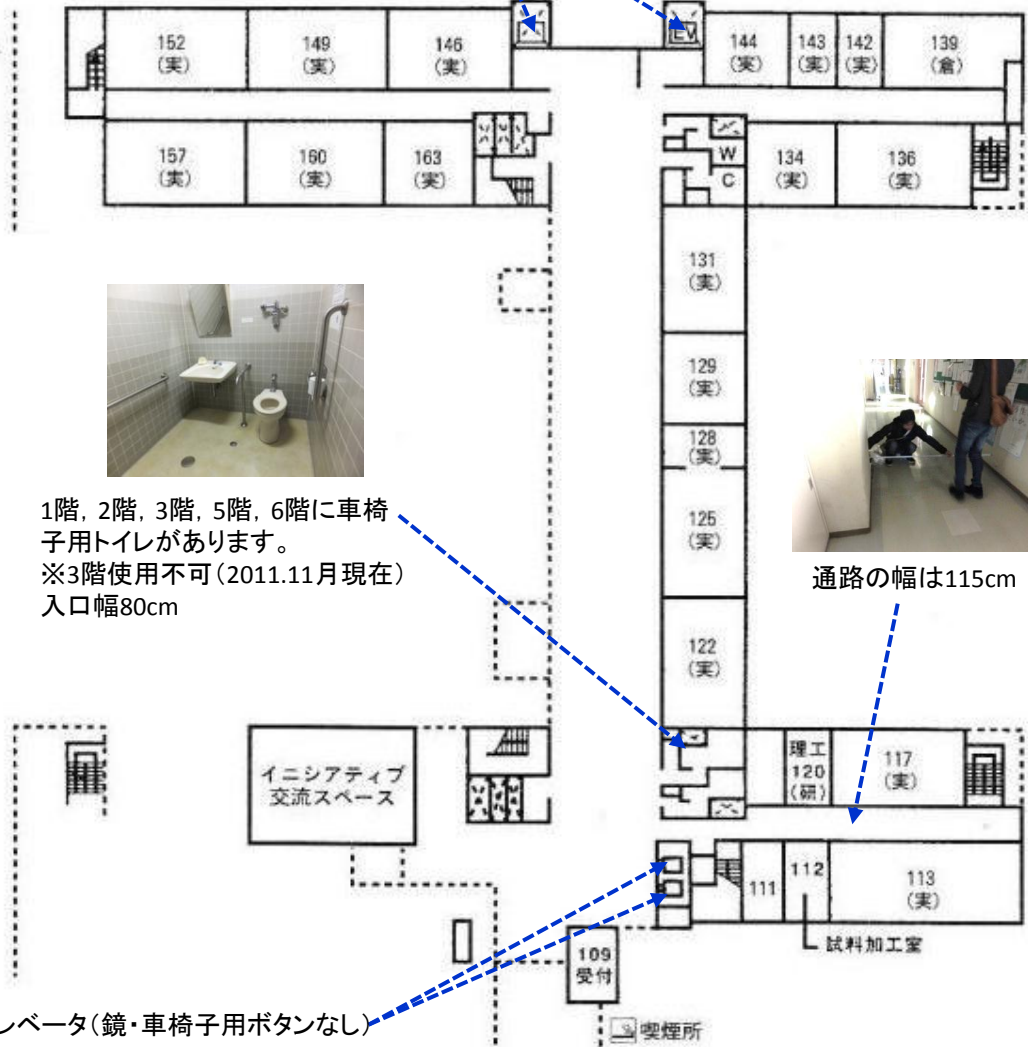 EV
152
(実)
149
(実)
146
(実)
144
(実)
143
(実)
142
(実)
139
(倉)
157
(実)
160
(実)
163
(実)
W
C
134
(実)
136
(実)
131
(実)
129
(実)
128
(実)
125
(実)
122
(実)
1階，2階，3階，5階，6階に車椅
子用トイレがあります。
※3階使用不可（2011.11月現在）
入口幅80cm
通路の幅は115cm
イニシアティブ
交流スペース
理工
120
(研)
117
(実)
111
112
113
(実)
試料加工室
109
受付
レベータ（鏡・車椅子用ボタンなし）
喫煙所